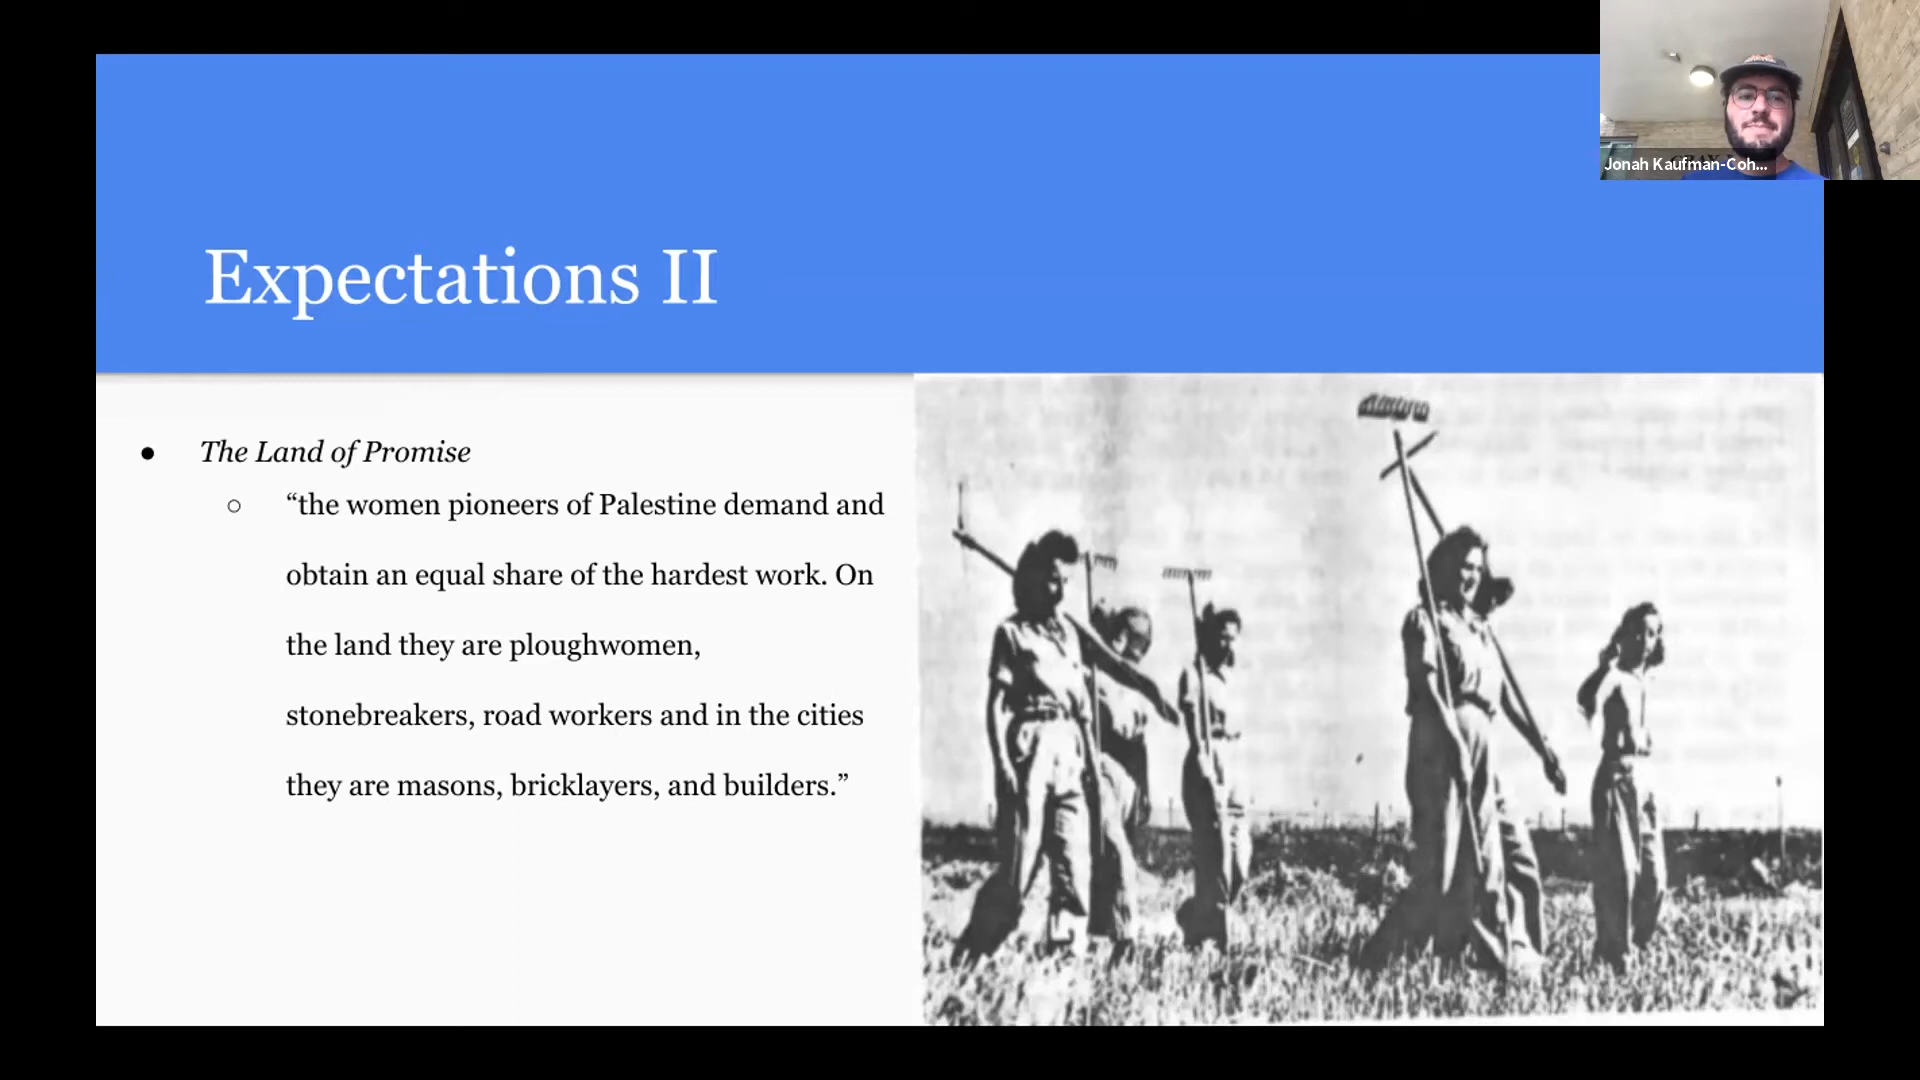 Jonah Kaufman-Coh...
Expectations II
● The Land of Promise
○ “the women pioneers of Palestine demand and
obtain an equal share of the hardest work. On
the land they are ploughwomen,
stonebreakers, road workers and in the cities
they are masons, bricklayers, and builders.”